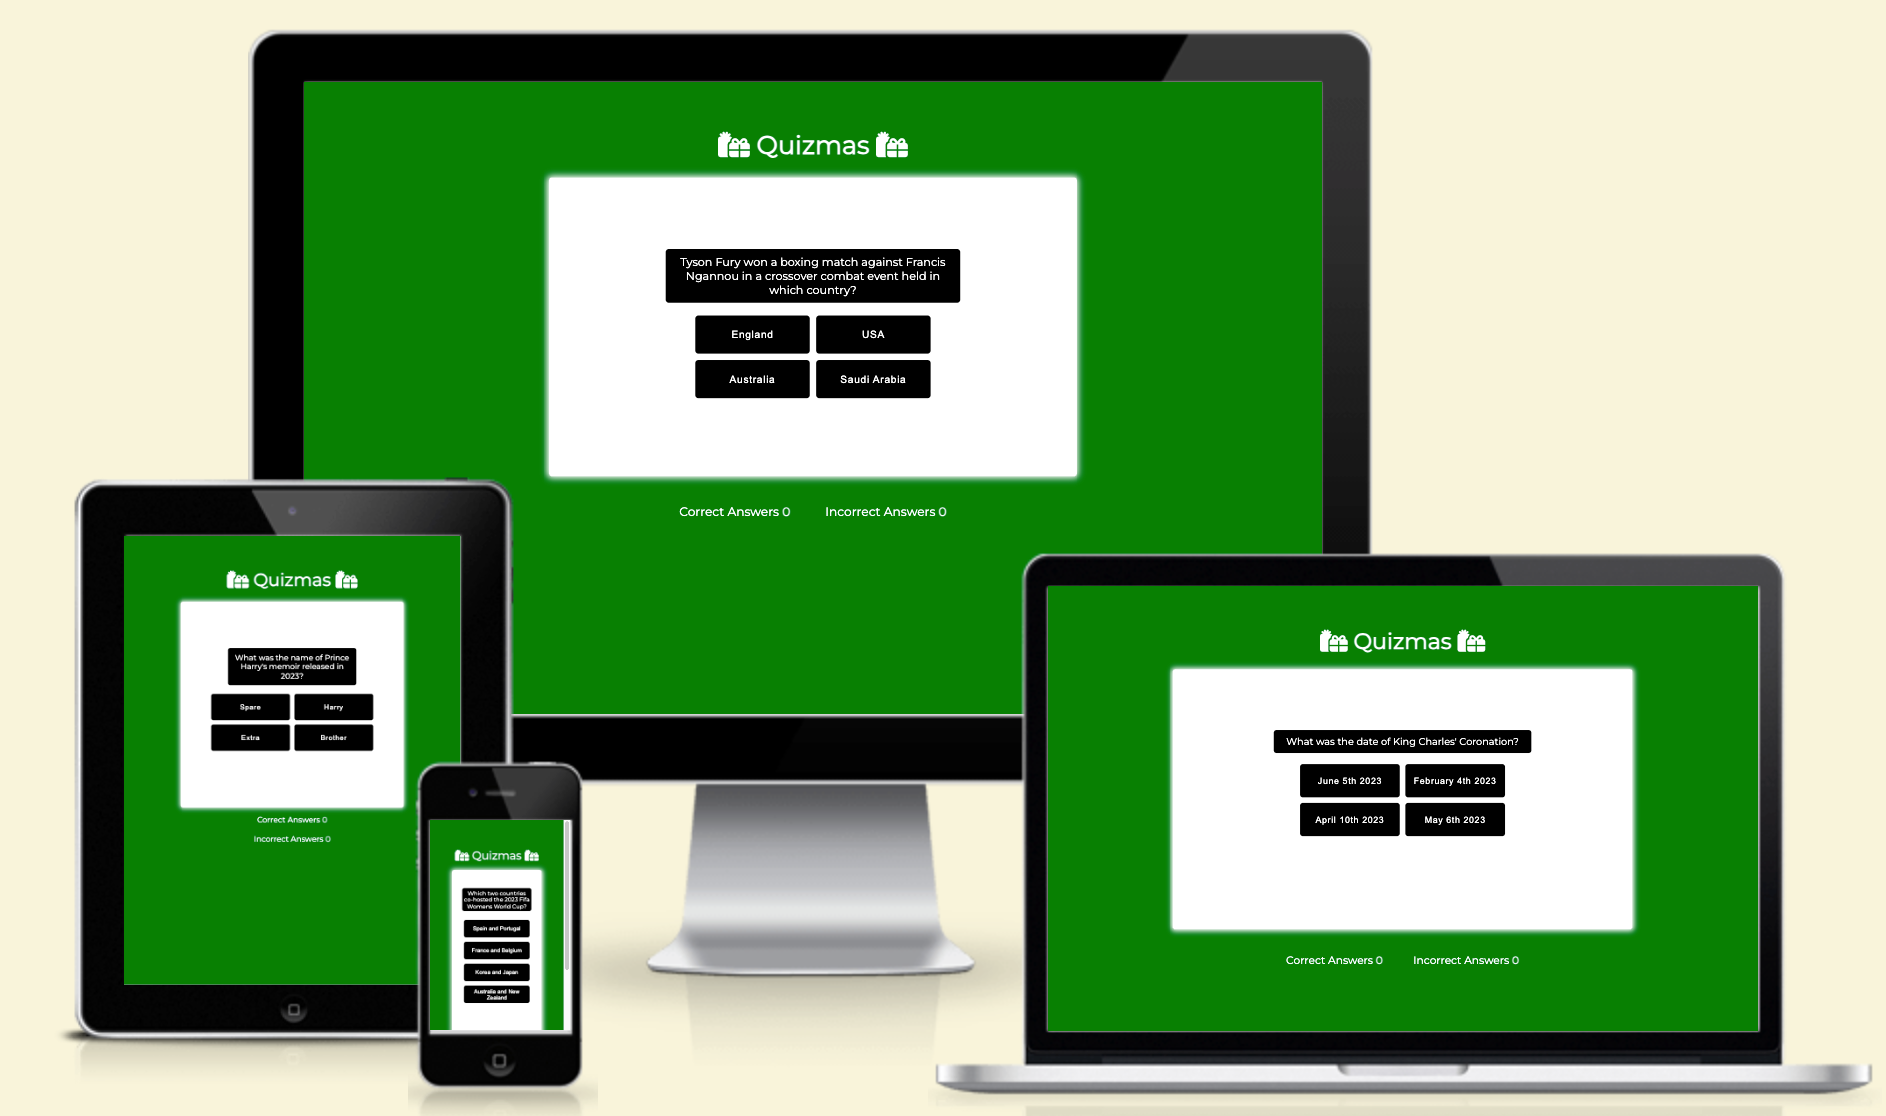 Quizmas
Tyson Fury won a boxing match against Francis
Ngannou in a crossover combat event held in
which country?
England
USA
Australia
Saudi Arabia
Correct Answers 0
Incorrect Answers 0
Quizmas
What was the name of Prince
Harry's memoir released in
2023?
Spare
Harry
Extra
Brother
Correct Answers 0
Incorrect Answers 0
Quizmas
Which two countries
co-hosted the 2023 Fifa
Womens World Cup?
Spain and Portugal
France and Belgium
Korea and Japan
Australia and New
Zealand
Quizmas
What was the date of King Charles' Coronation?
June 5th 2023
February 4th 2023
April 10th 2023
May 6th 2023
Correct Answers 0
Incorrect Answers 0